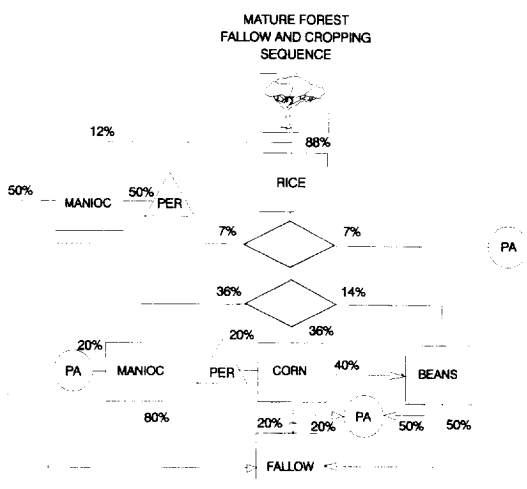 MATURE FOREST
FALLOW AND CROPPING
SEQUENCE
12%
88%
RICE
50%
MANIOC
50%
PER
7%
7%
PA
36%
14%
20%
36%
20%
PA
MANIOC
PER
CORN
40%
BEANS
80%
20%
20%
PA
50%
50%
FALLOW